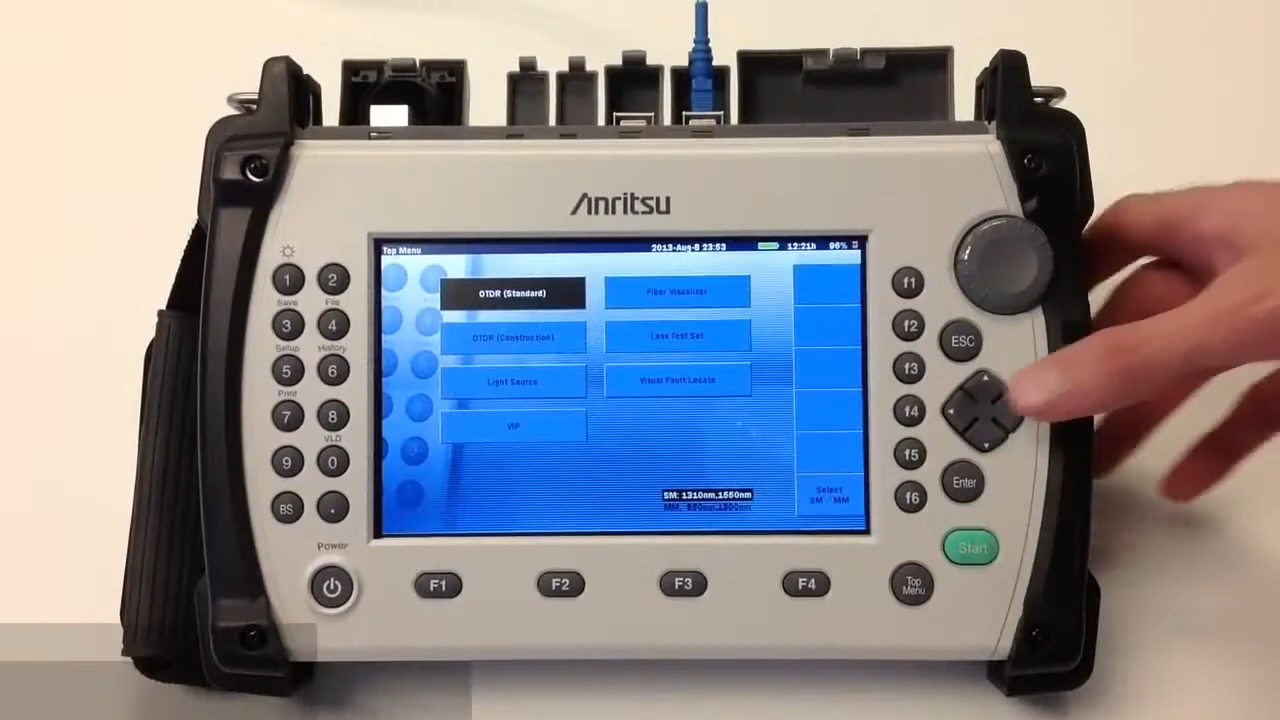 Anritsu
Top Menu
2013-Aug-8 23:53
12:21h
96%
OTDR (Standard)
Fiber Visualizer
OTDR (Construction)
Loss Test Set
Light Source
Visual Fault Locate
VIP
SM: 1310nm,1550nm
MM: 850nm,1300nm
Select
SM MM
1
2
Save
File
3
4
Setup
History
5
6
Print
7
8
VLD
9
0
BS
.
Power
f1
f2
f3
f4
f5
f6
ESC
Enter
Start
Top
Menu
F1
F2
F3
F4